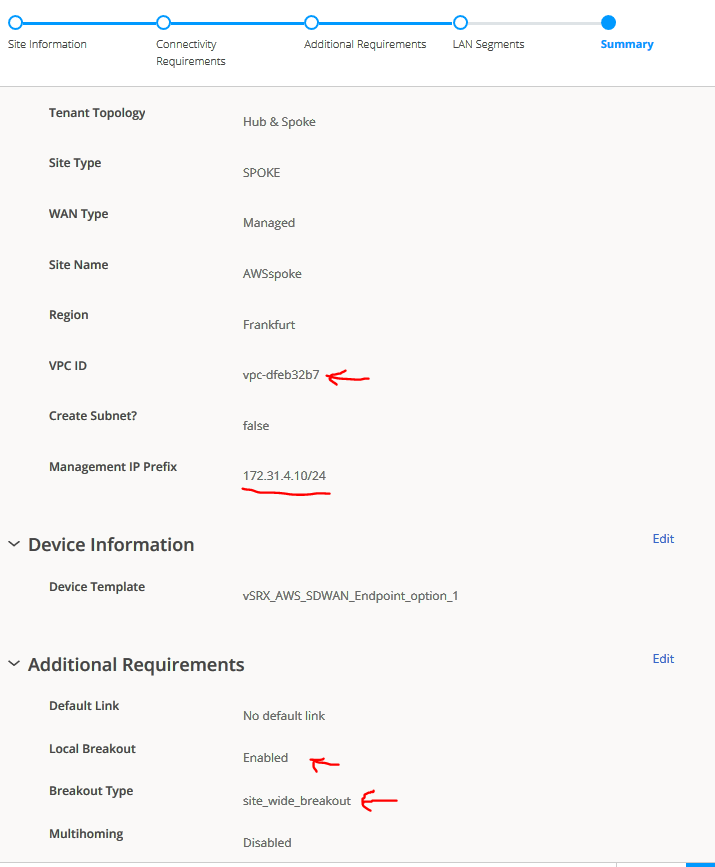 Site Information
Connectivity
Requirements
Additional Requirements
LAN Segments
Summary
Tenant Topology
Hub & Spoke
Site Type
SPOKE
WAN Type
Managed
Site Name
AWSspoke
Region
Frankfurt
VPC ID
vpc-dfeb32b7
Create Subnet?
false
Management IP Prefix
172.31.4.10/24
Device Information
Edit
Device Template
vSRX_AWS_SDWAN_Endpoint_option_1
Additional Requirements
Edit
Default Link
No default link
Local Breakout
Enabled
Breakout Type
site_wide_breakout
Multihoming
Disabled